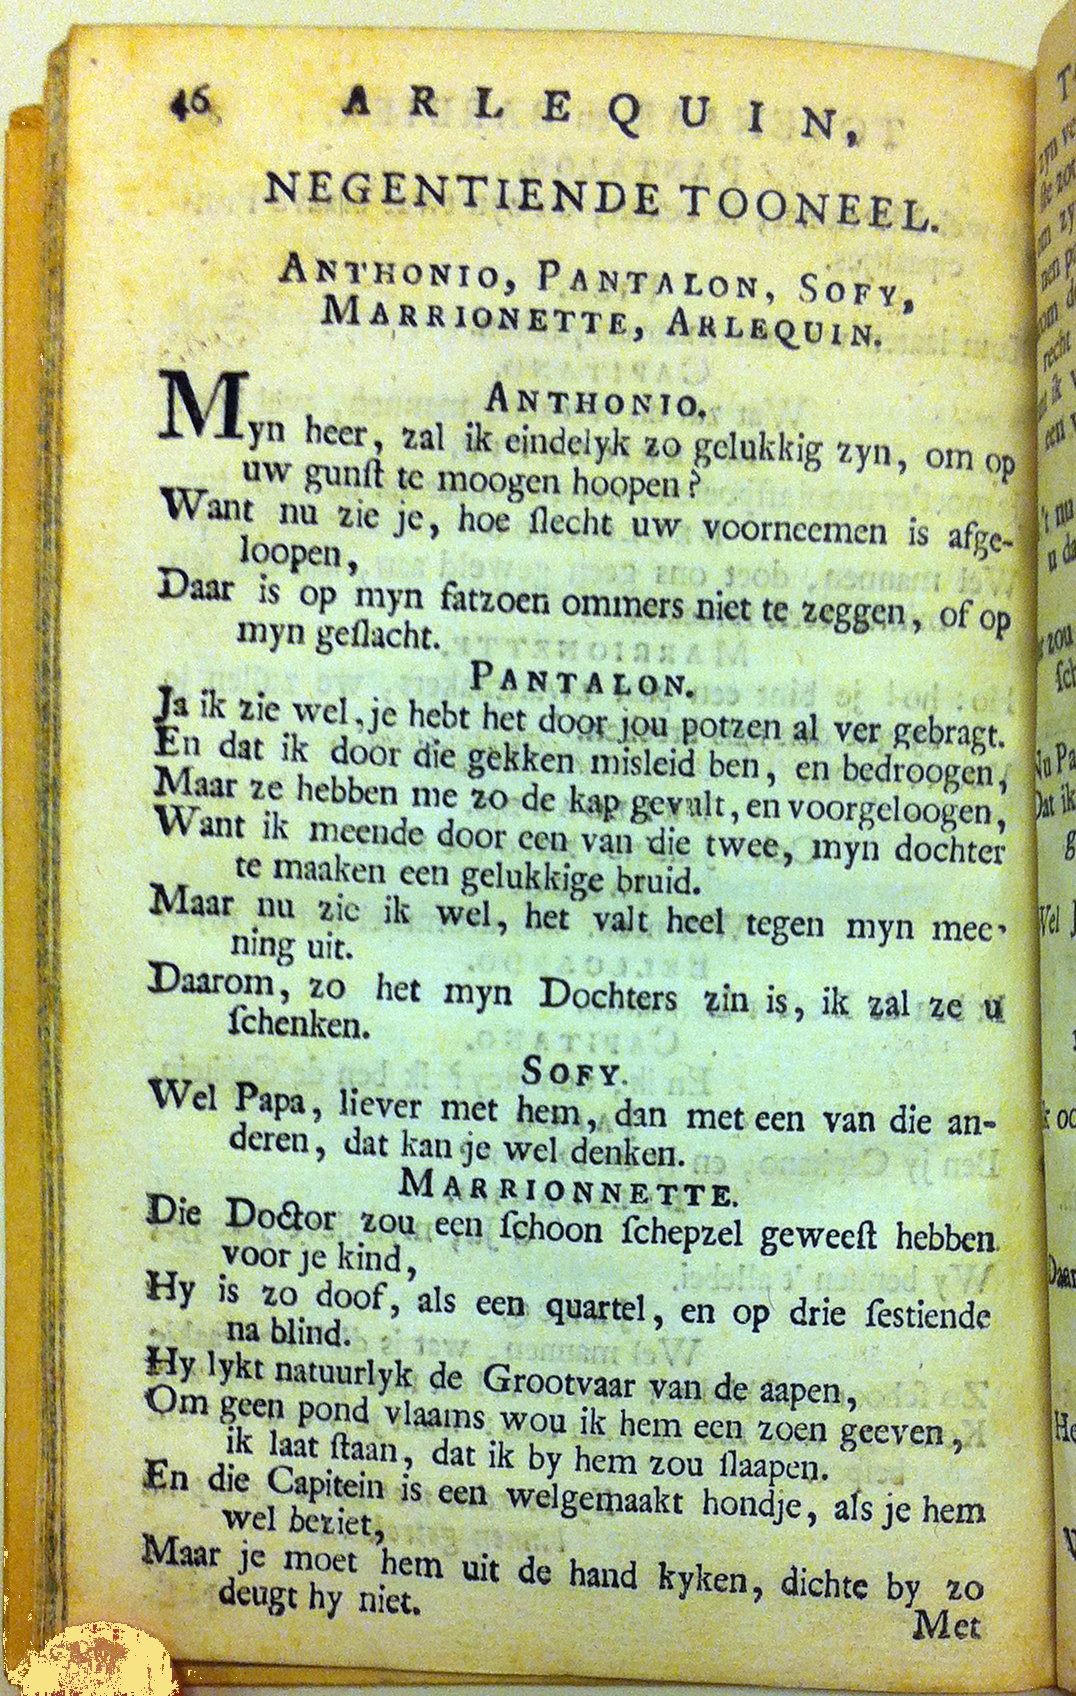 46 ARLEQUIN,
NEGENTIENDE TOONEEL.
ANTHONIO, PANTALON, SOFY,
MARRIONETTE, ARLEQUIN.
ANTHONIO.
Myn heer, zal ik eindelyk zo gelukkig zyn, om op
uw gunſt te moogen hoopen?
Want nu zie je, hoe ſlecht uw voorneemen is afge-
loopen,
Daar is op myn fatzoen ommers niet te zeggen, of op
myn geſlacht.
PANTALON.
Ja ik zie wel, je hebt het door jou potzen al ver gebragt.
En dat ik door die gekken misleid ben, en bedroogen,
Maar ze hebben me zo de kap gevult, en voorgeloogen,
Want ik meende door een van die twee, myn dochter
te maaken een gelukkige bruid.
Maar nu zie ik wel, het valt heel tegen myn mee-
ning uit.
Daarom, zo het myn Dochters zin is, ik zal ze u
ſchenken.
SOFY.
Wel Papa, liever met hem, dan met een van die an-
deren, dat kan je wel denken.
MARRIONNETTE.
Die Doctor zou een ſchoon ſchepzel geweeſt hebben
voor je kind,
Hy is zo doof, als een quartel, en op drie ſestiende
na blind.
Hy lykt natuurlyk de Grootvaar van de aapen,
Om geen pond vlaams wou ik hem een zoen geeven,
ik laat ſtaan, dat ik by hem zou ſlaapen.
En die Capitein is een welgemaakt hondje, als je hem
wel beziet,
Maar je moet hem uit de hand kyken, dichte by zo
deugt hy niet.
Met